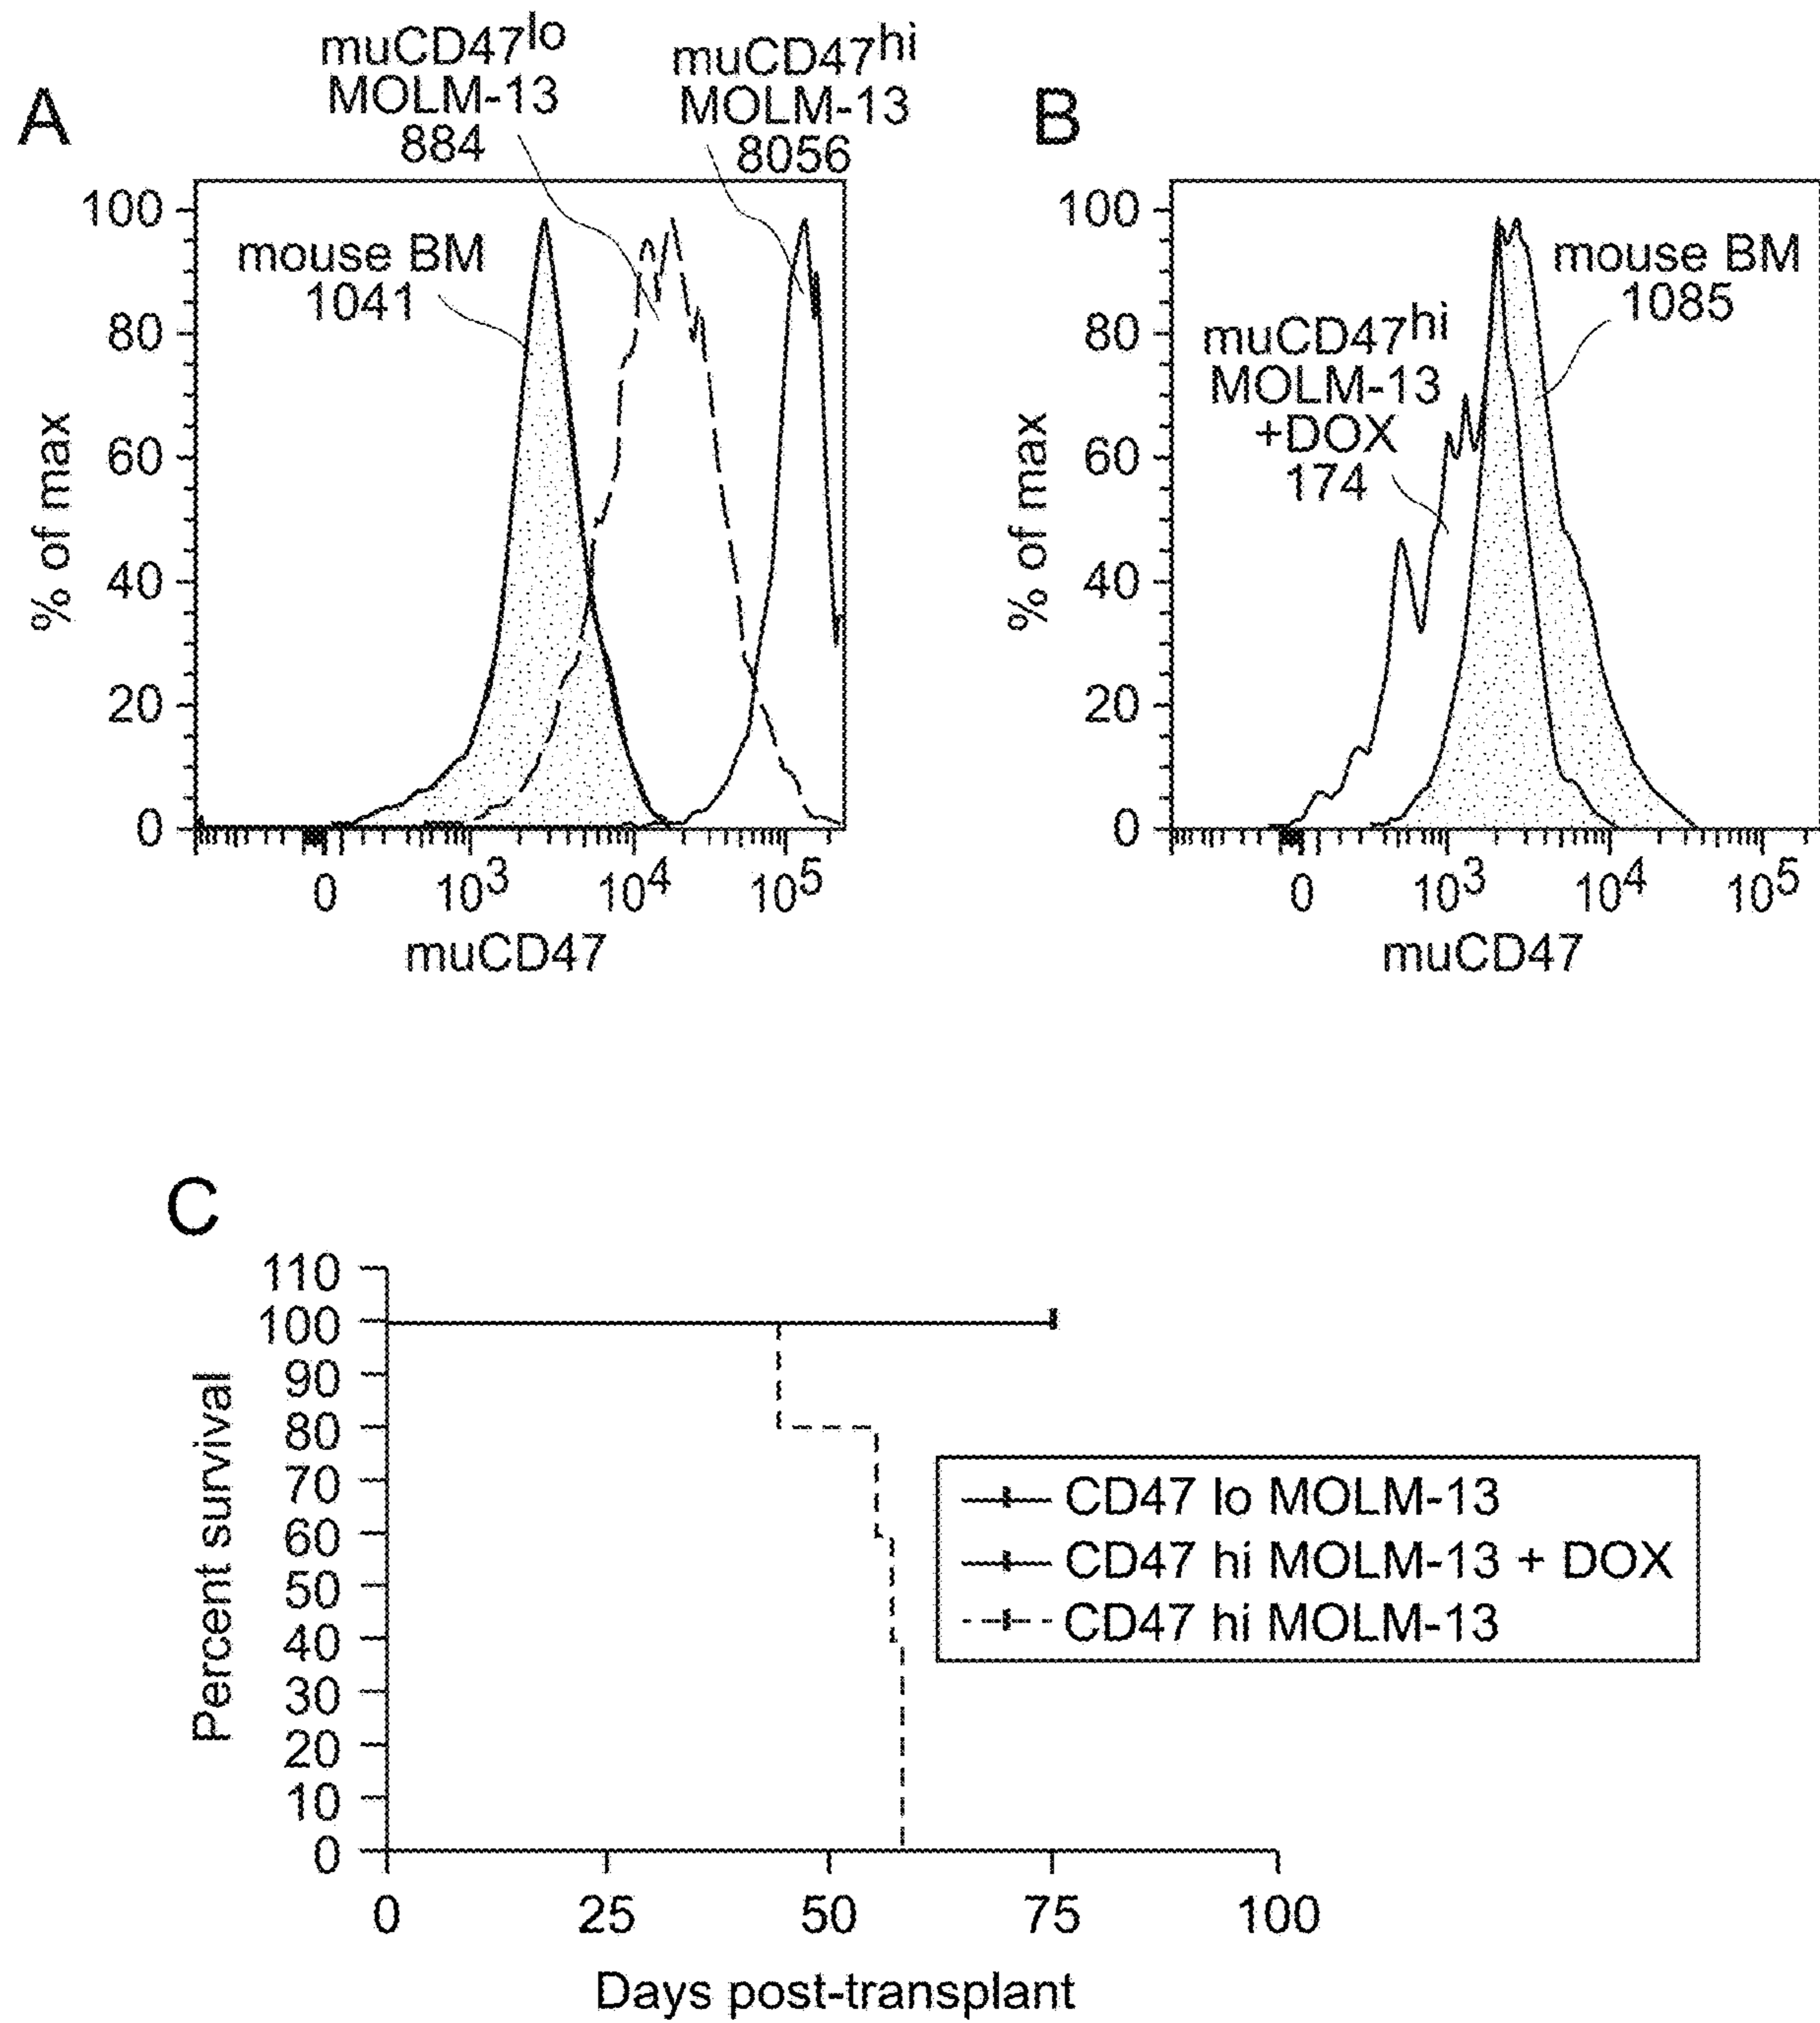 A
muCD47lo
MOLM-13
884
muCD47hi
MOLM-13
8056
mouse BM
1041
100
80
60
40
20
0
% of max
0
10³
10⁴
10⁵
muCD47
B
mouse BM
1085
muCD47hi
MOLM-13
+DOX
174
100
80
60
40
20
0
% of max
0
10³
10⁴
10⁵
muCD47
C
110
100
90
80
70
60
50
40
30
20
10
0
Percent survival
CD47 lo MOLM-13
CD47 hi MOLM-13 + DOX
CD47 hi MOLM-13
0
25
50
75
100
Days post-transplant